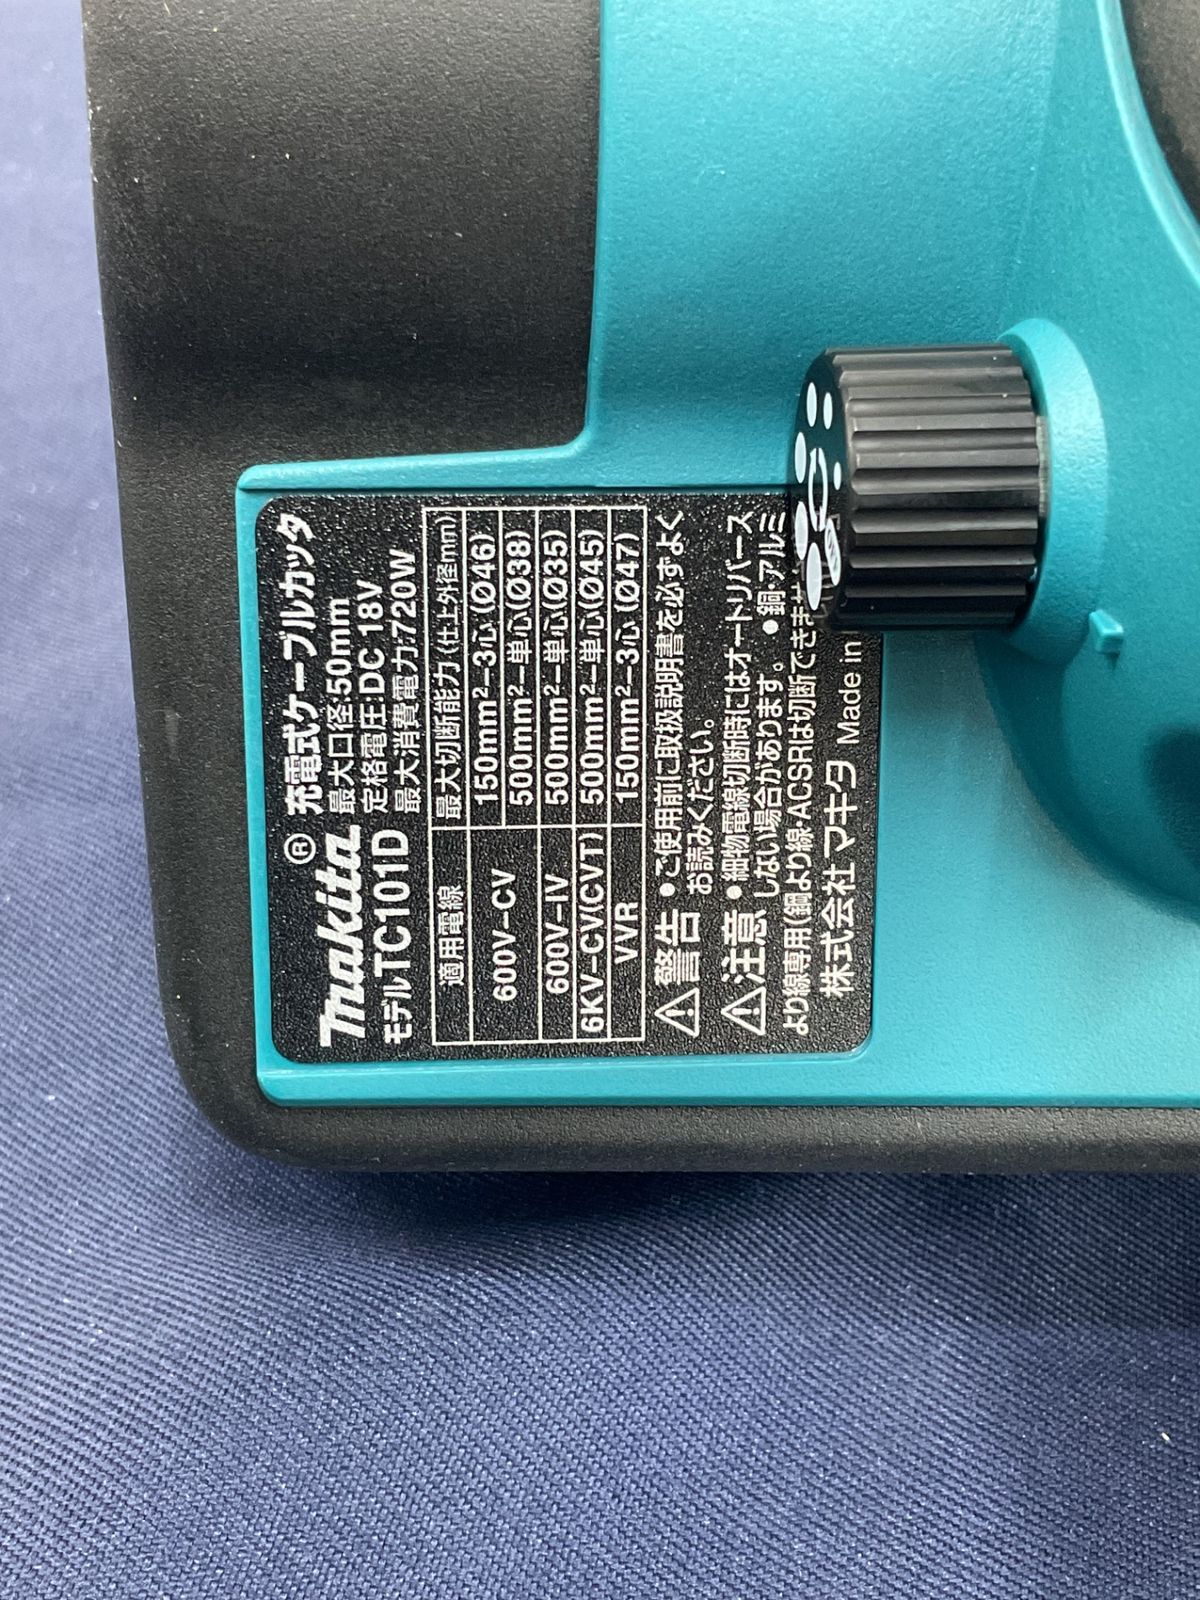 makita® 充電式ケーブルカッタ
モデル TC101D
最大口径:50mm
定格電圧:DC 18V
最大消費電力:720W
適用電線 最大切断能力(仕上外径mm)
600V-CV 150mm²-3心(Ø46)
500mm²-単心(Ø38)
600V-IV 500mm²-単心(Ø35)
6KV-CV(CVT) 500mm²-単心(Ø45)
VVR 150mm²-3心(Ø47)
⚠警告 ●ご使用前に取扱説明書を必ずよく
お読みください。
⚠注意 ●細物電線切断時にはオートリバース
しない場合があります。 ●銅・アルミ
より線専用(鋼より線・ACSRは切断できま
株式会社マキタ Made in